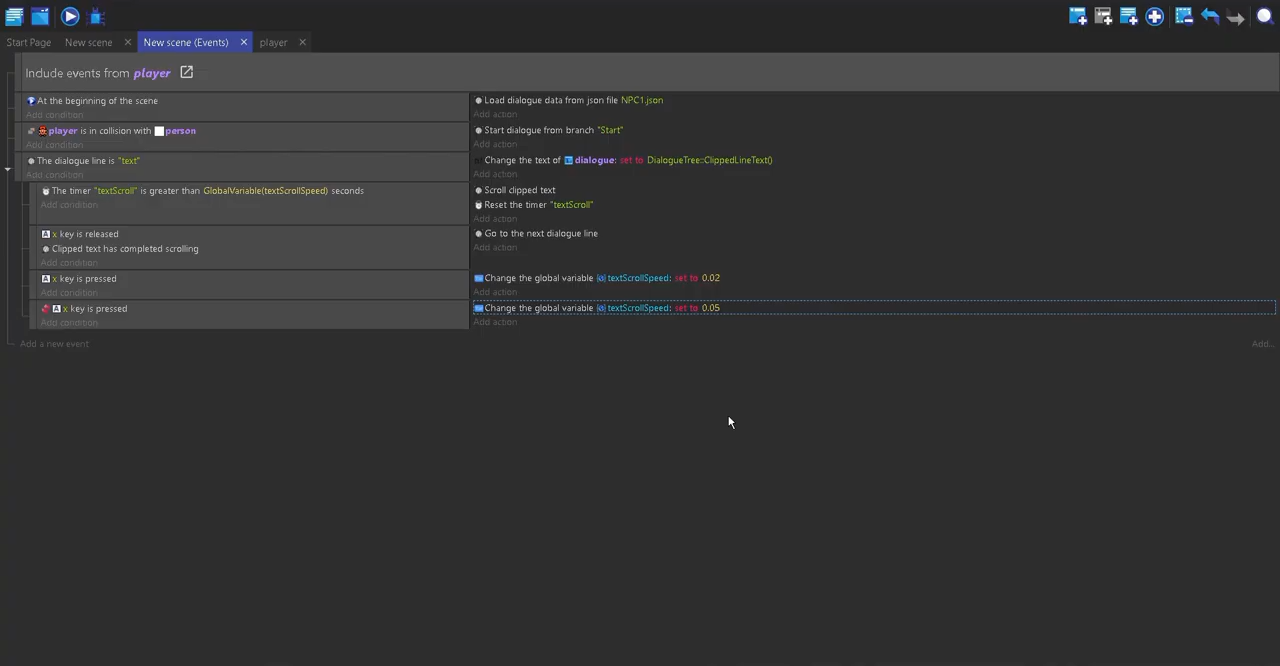 Start Page New scene New scene (Events) player
Include events from player
At the beginning of the scene
Add condition
Load dialogue data from json file NPC1.json
Add action
player is in collision with person
Add condition
Start dialogue from branch "Start"
Add action
The dialogue line is "text"
Add condition
Change the text of dialogue: set to DialogueTree::ClippedLineText()
Add action
The timer "textScroll" is greater than GlobalVariable(textScrollSpeed) seconds
Add condition
Scroll clipped text
Reset the timer "textScroll"
Add action
x key is released
Clipped text has completed scrolling
Add condition
Go to the next dialogue line
Add action
x key is pressed
Add condition
Change the global variable textScrollSpeed: set to 0.02
Add action
x key is pressed
Add condition
Change the global variable textScrollSpeed: set to 0.05
Add action
Add a new event
Add...